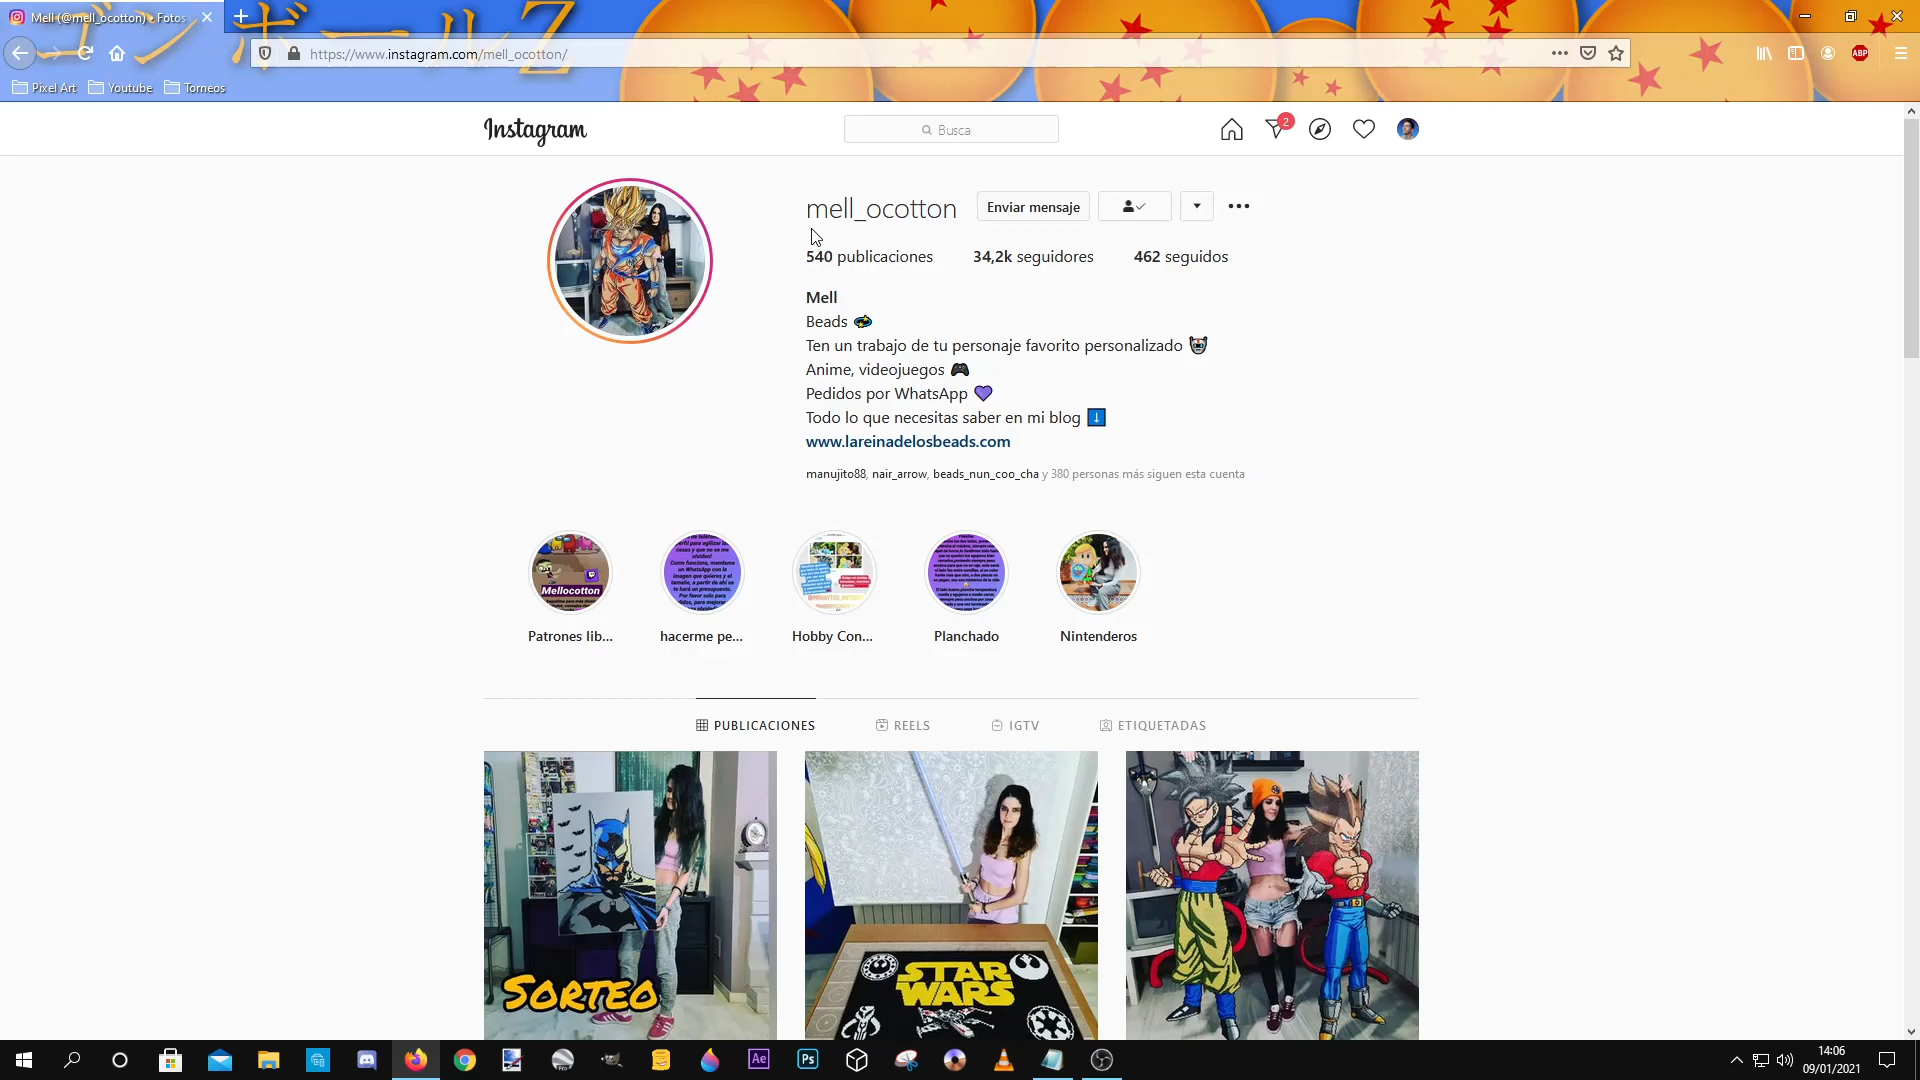 Mell (@mell_ocotton) • Fotos
https://www.instagram.com/mell_ocotton/
ABP
Pixel Art
Youtube
Torneos
Instagram
Busca
2
mell_ocotton
Enviar mensaje
540 publicaciones
34,2k seguidores
462 seguidos
Mell
Beads
Ten un trabajo de tu personaje favorito personalizado
Anime, videojuegos
Pedidos por WhatsApp
Todo lo que necesitas saber en mi blog
www.lareinadelosbeads.com
manujito88, nair_arrow, beads_nun_coo_cha y 380 personas más siguen esta cuenta
Mellocotton
Patrones lib...
hacerme pe...
Hobby Con...
Planchado
Nintenderos
PUBLICACIONES
REELS
IGTV
ETIQUETADAS
SORTEO
STAR
WARS
Ae
Ps
14:06
09/01/2021